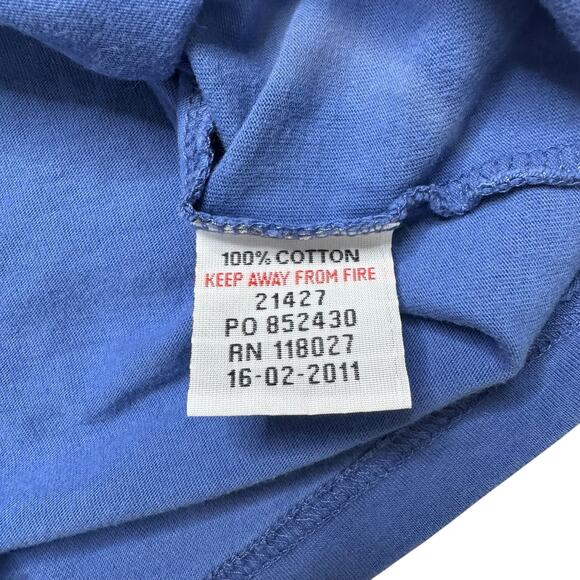 100% COTTON
KEEP AWAY FROM FIRE
21427
PO 852430
RN 118027
16-02-2011